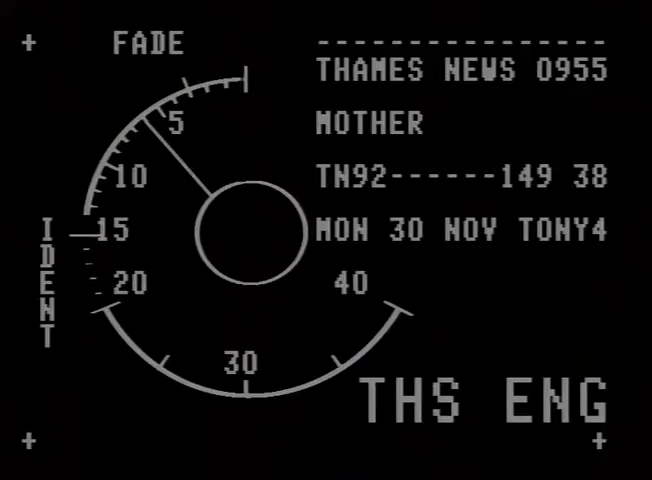 FADE
----------------
THAMES NEWS 0955
MOTHER
TN92------149 38
MON 30 NOV TONY4
5
10
15
20
30
40
IDENT
THS ENG